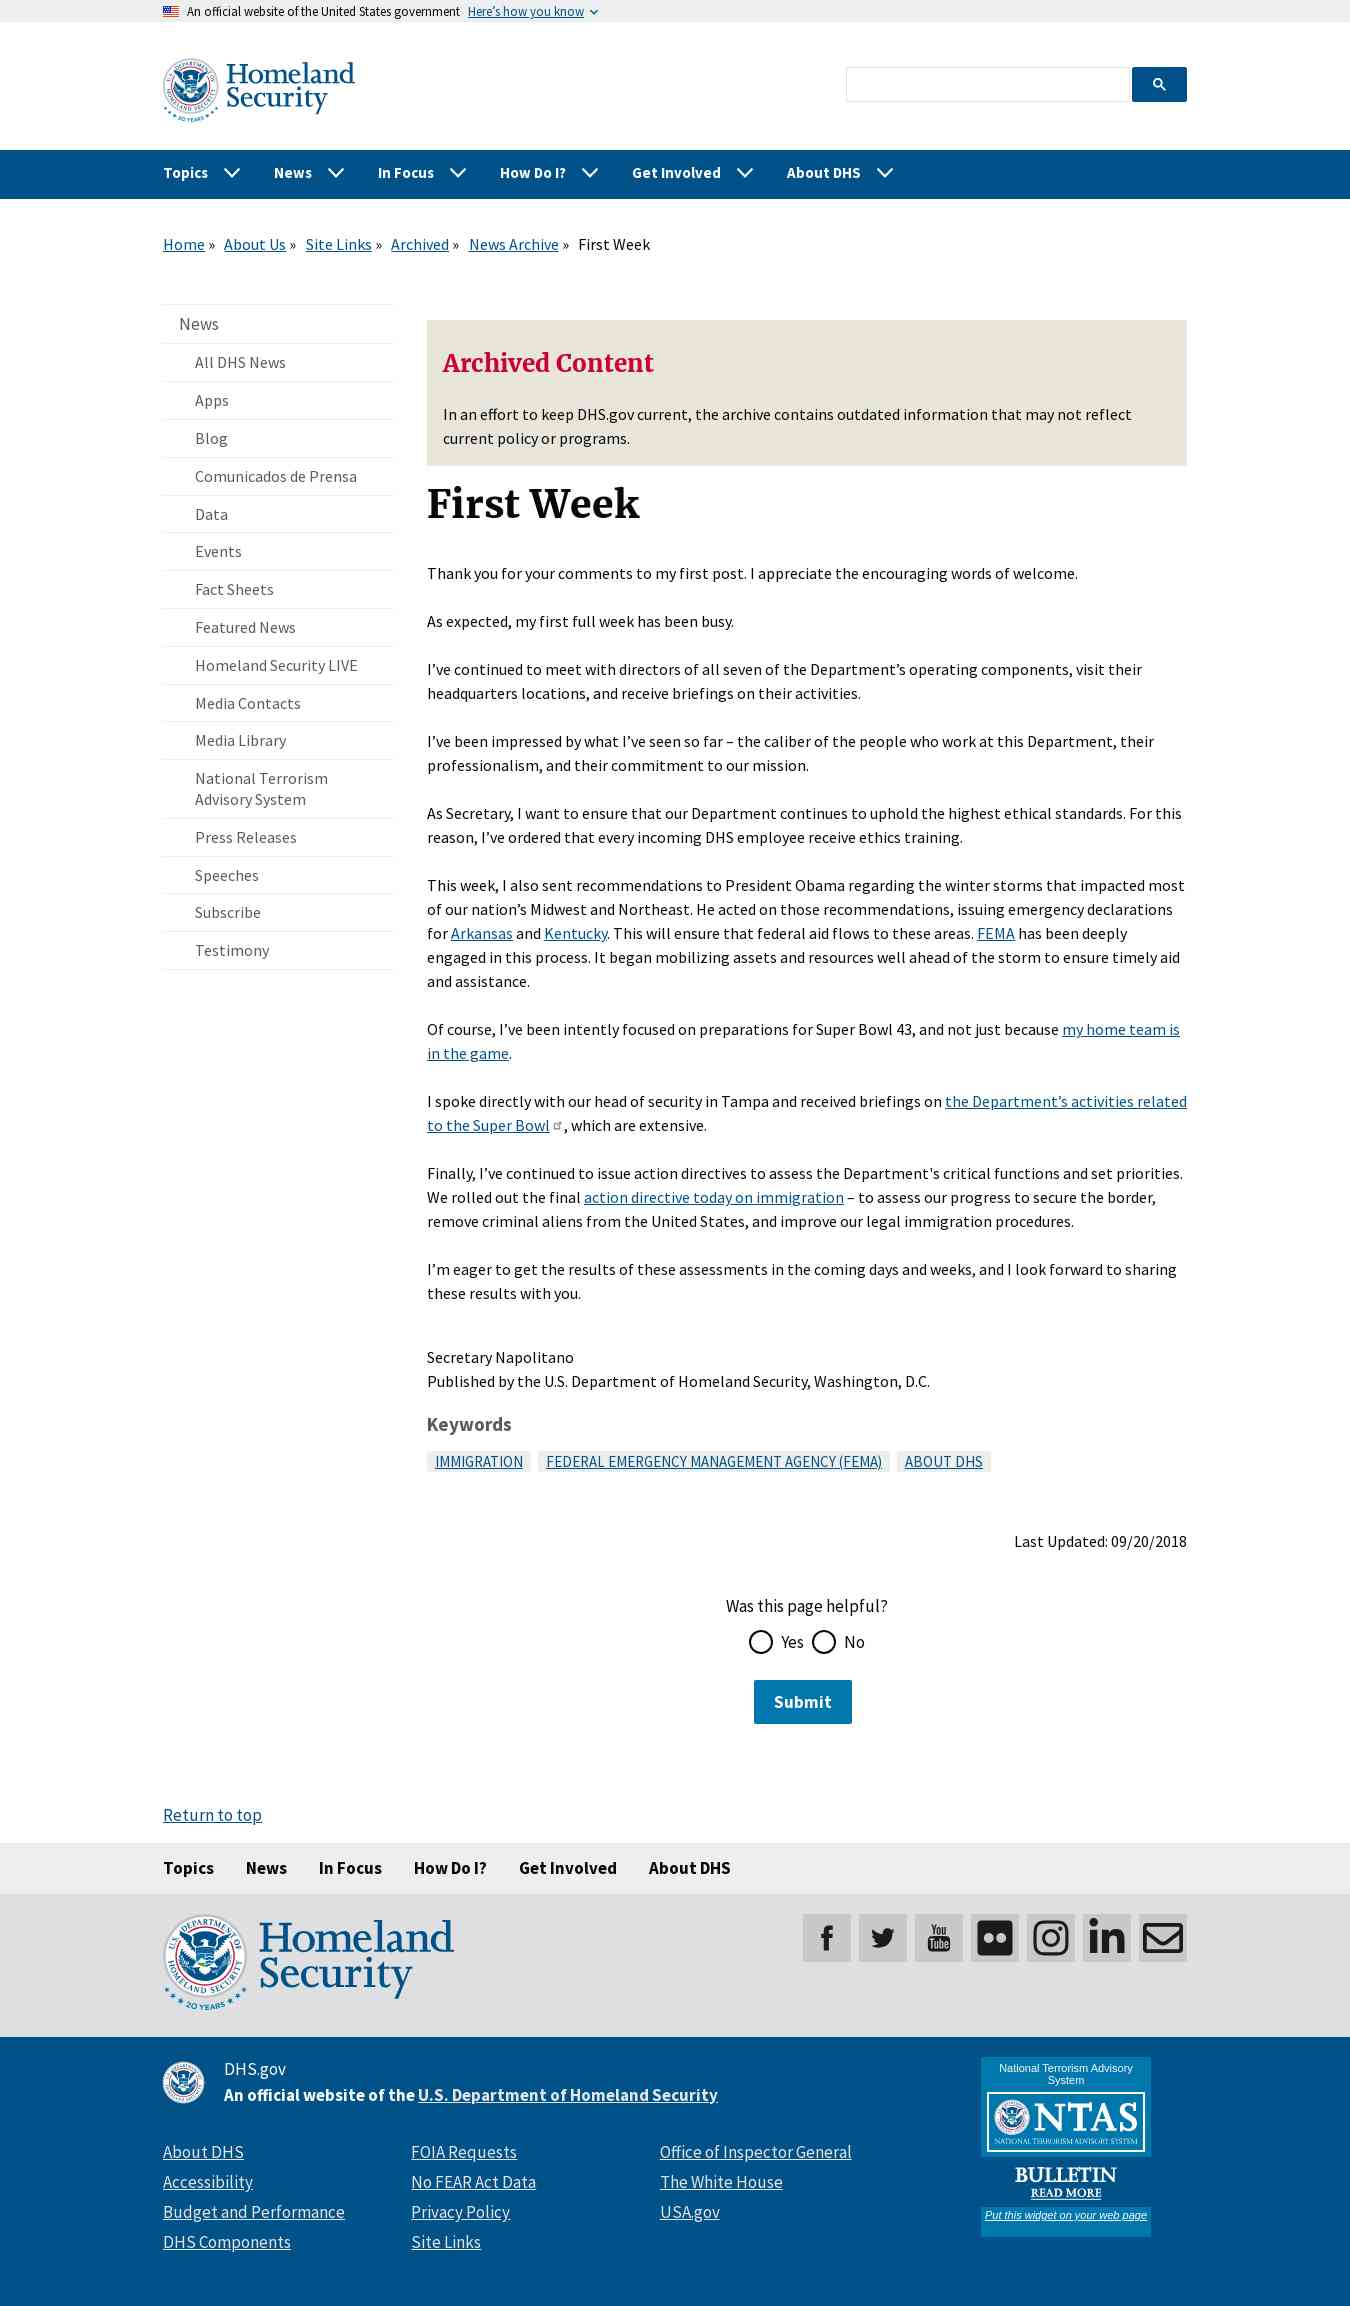 An official website of the United States government Here’s how you know
Homeland
Security
20 YEARS
Topics News In Focus How Do I? Get Involved About DHS
Home » About Us » Site Links » Archived » News Archive » First Week
News
All DHS News
Apps
Blog
Comunicados de Prensa
Data
Events
Fact Sheets
Featured News
Homeland Security LIVE
Media Contacts
Media Library
National Terrorism
Advisory System
Press Releases
Speeches
Subscribe
Testimony
Archived Content
In an effort to keep DHS.gov current, the archive contains outdated information that may not reflect
current policy or programs.
First Week
Thank you for your comments to my first post. I appreciate the encouraging words of welcome.
As expected, my first full week has been busy.
I’ve continued to meet with directors of all seven of the Department’s operating components, visit their
headquarters locations, and receive briefings on their activities.
I’ve been impressed by what I’ve seen so far – the caliber of the people who work at this Department, their
professionalism, and their commitment to our mission.
As Secretary, I want to ensure that our Department continues to uphold the highest ethical standards. For this
reason, I’ve ordered that every incoming DHS employee receive ethics training.
This week, I also sent recommendations to President Obama regarding the winter storms that impacted most
of our nation’s Midwest and Northeast. He acted on those recommendations, issuing emergency declarations
for Arkansas and Kentucky. This will ensure that federal aid flows to these areas. FEMA has been deeply
engaged in this process. It began mobilizing assets and resources well ahead of the storm to ensure timely aid
and assistance.
Of course, I’ve been intently focused on preparations for Super Bowl 43, and not just because my home team is
in the game.
I spoke directly with our head of security in Tampa and received briefings on the Department’s activities related
to the Super Bowl, which are extensive.
Finally, I’ve continued to issue action directives to assess the Department's critical functions and set priorities.
We rolled out the final action directive today on immigration – to assess our progress to secure the border,
remove criminal aliens from the United States, and improve our legal immigration procedures.
I’m eager to get the results of these assessments in the coming days and weeks, and I look forward to sharing
these results with you.
Secretary Napolitano
Published by the U.S. Department of Homeland Security, Washington, D.C.
Keywords
IMMIGRATION FEDERAL EMERGENCY MANAGEMENT AGENCY (FEMA) ABOUT DHS
Last Updated: 09/20/2018
Was this page helpful?
Yes No
Submit
Return to top
Topics News In Focus How Do I? Get Involved About DHS
U.S. DEPARTMENT OF HOMELAND SECURITY
20 YEARS
Homeland
Security
You
Tube
DHS.gov
An official website of the U.S. Department of Homeland Security
About DHS
Accessibility
Budget and Performance
DHS Components
FOIA Requests
No FEAR Act Data
Privacy Policy
Site Links
Office of Inspector General
The White House
USA.gov
National Terrorism Advisory
System
NTAS
NATIONAL TERRORISM ADVISORY SYSTEM
BULLETIN
READ MORE
Put this widget on your web page